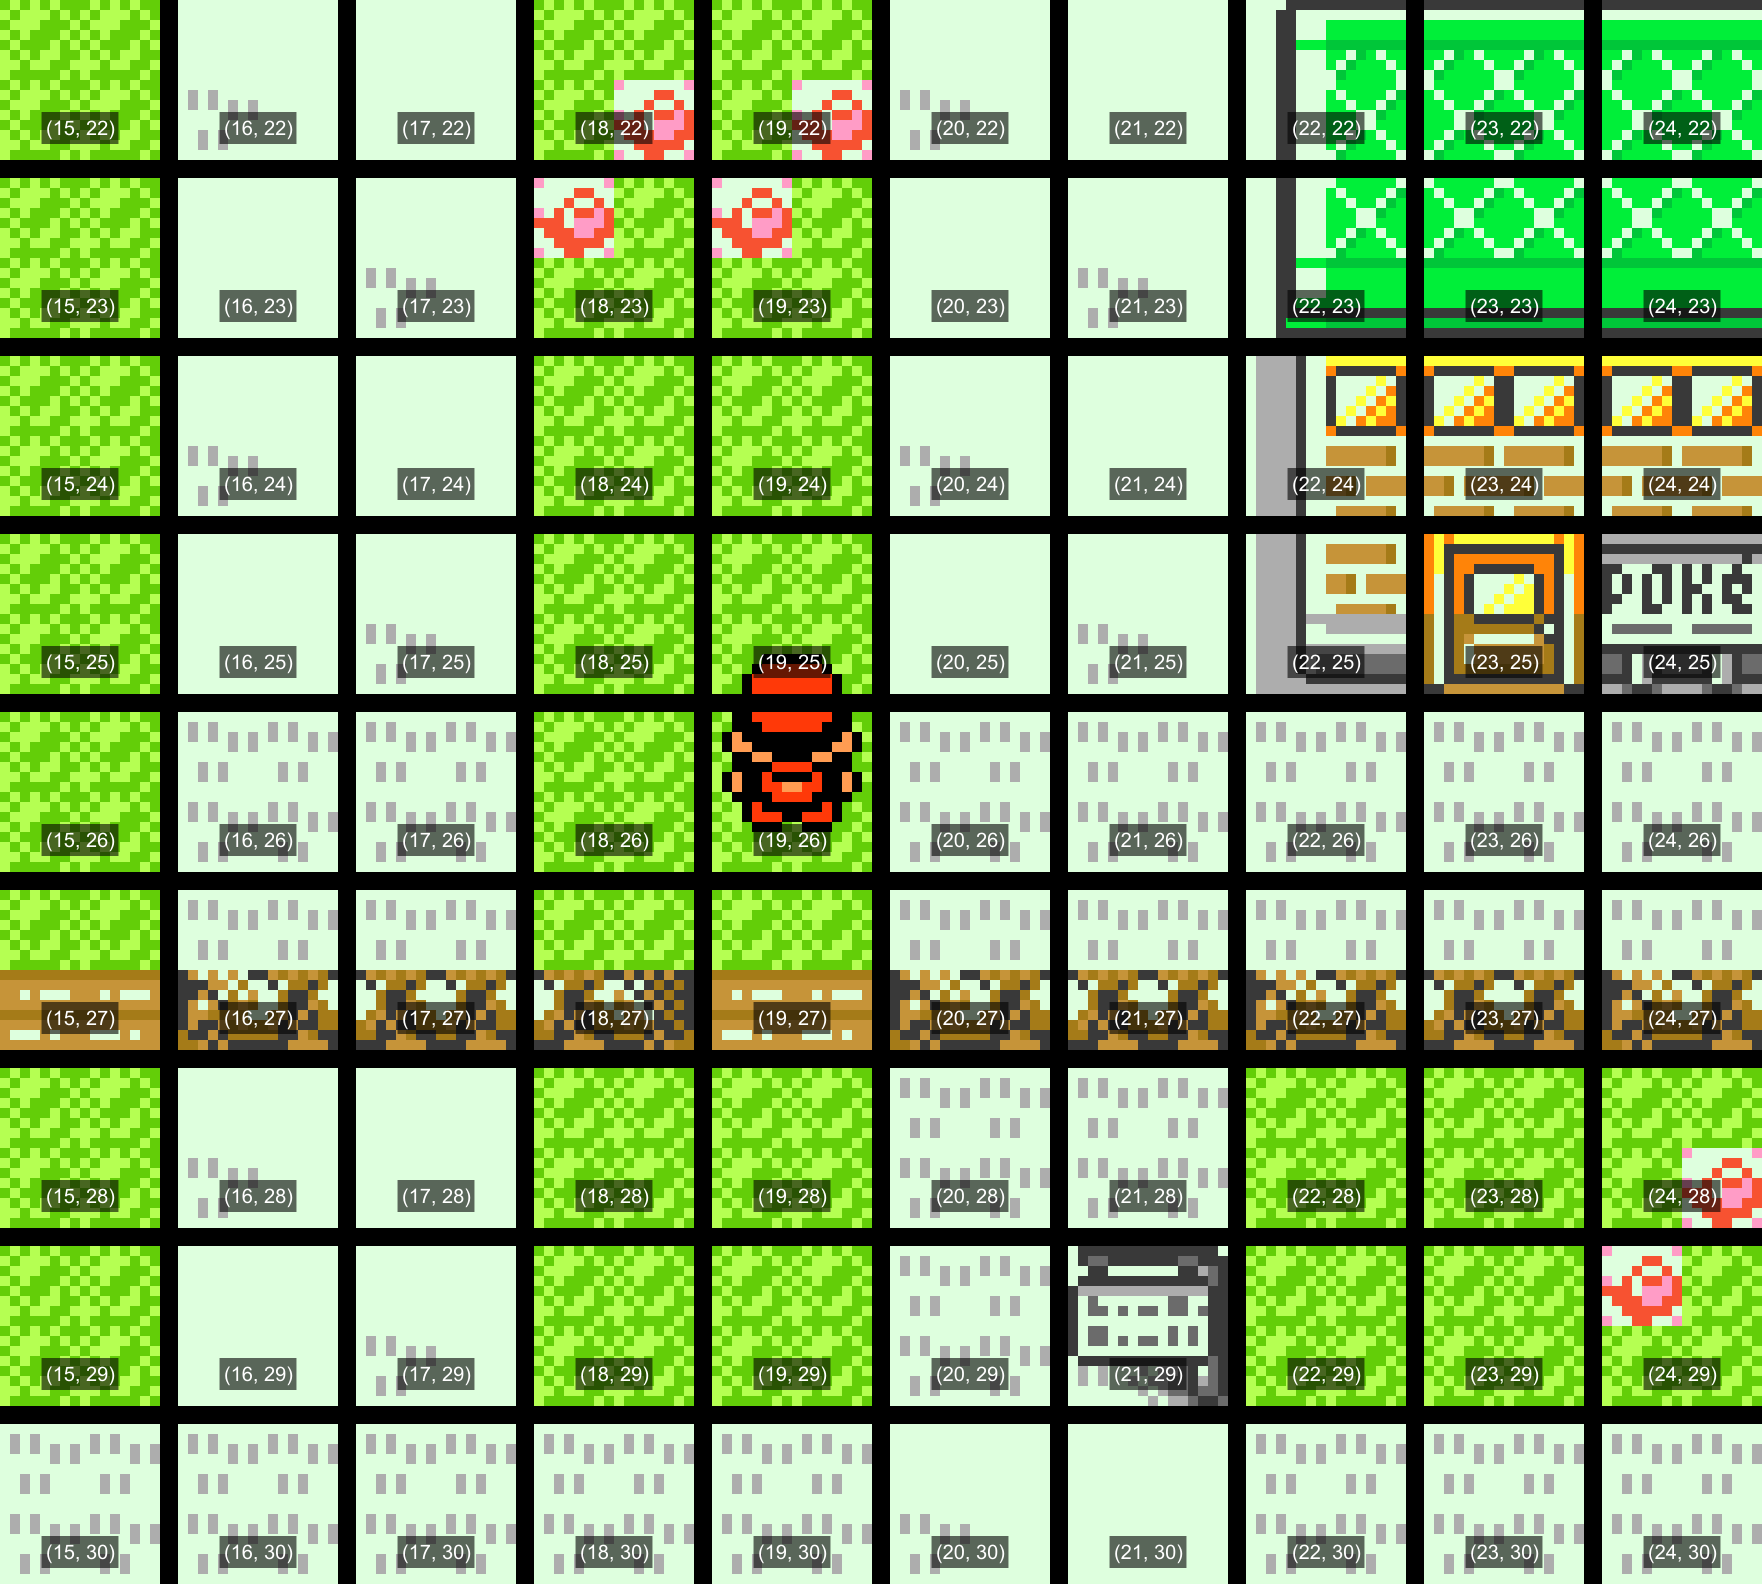 (15, 22) (16, 22) (17, 22) (18, 22) (19, 22) (20, 22) (21, 22) (22, 22) (23, 22) (24, 22)
(15, 23) (16, 23) (17, 23) (18, 23) (19, 23) (20, 23) (21, 23) (22, 23) (23, 23) (24, 23)
(15, 24) (16, 24) (17, 24) (18, 24) (19, 24) (20, 24) (21, 24) (22, 24) (23, 24) (24, 24)
POKé
(15, 25) (16, 25) (17, 25) (18, 25) (19, 25) (20, 25) (21, 25) (22, 25) (23, 25) (24, 25)
(15, 26) (16, 26) (17, 26) (18, 26) (19, 26) (20, 26) (21, 26) (22, 26) (23, 26) (24, 26)
(15, 27) (16, 27) (17, 27) (18, 27) (19, 27) (20, 27) (21, 27) (22, 27) (23, 27) (24, 27)
(15, 28) (16, 28) (17, 28) (18, 28) (19, 28) (20, 28) (21, 28) (22, 28) (23, 28) (24, 28)
(15, 29) (16, 29) (17, 29) (18, 29) (19, 29) (20, 29) (21, 29) (22, 29) (23, 29) (24, 29)
(15, 30) (16, 30) (17, 30) (18, 30) (19, 30) (20, 30) (21, 30) (22, 30) (23, 30) (24, 30)